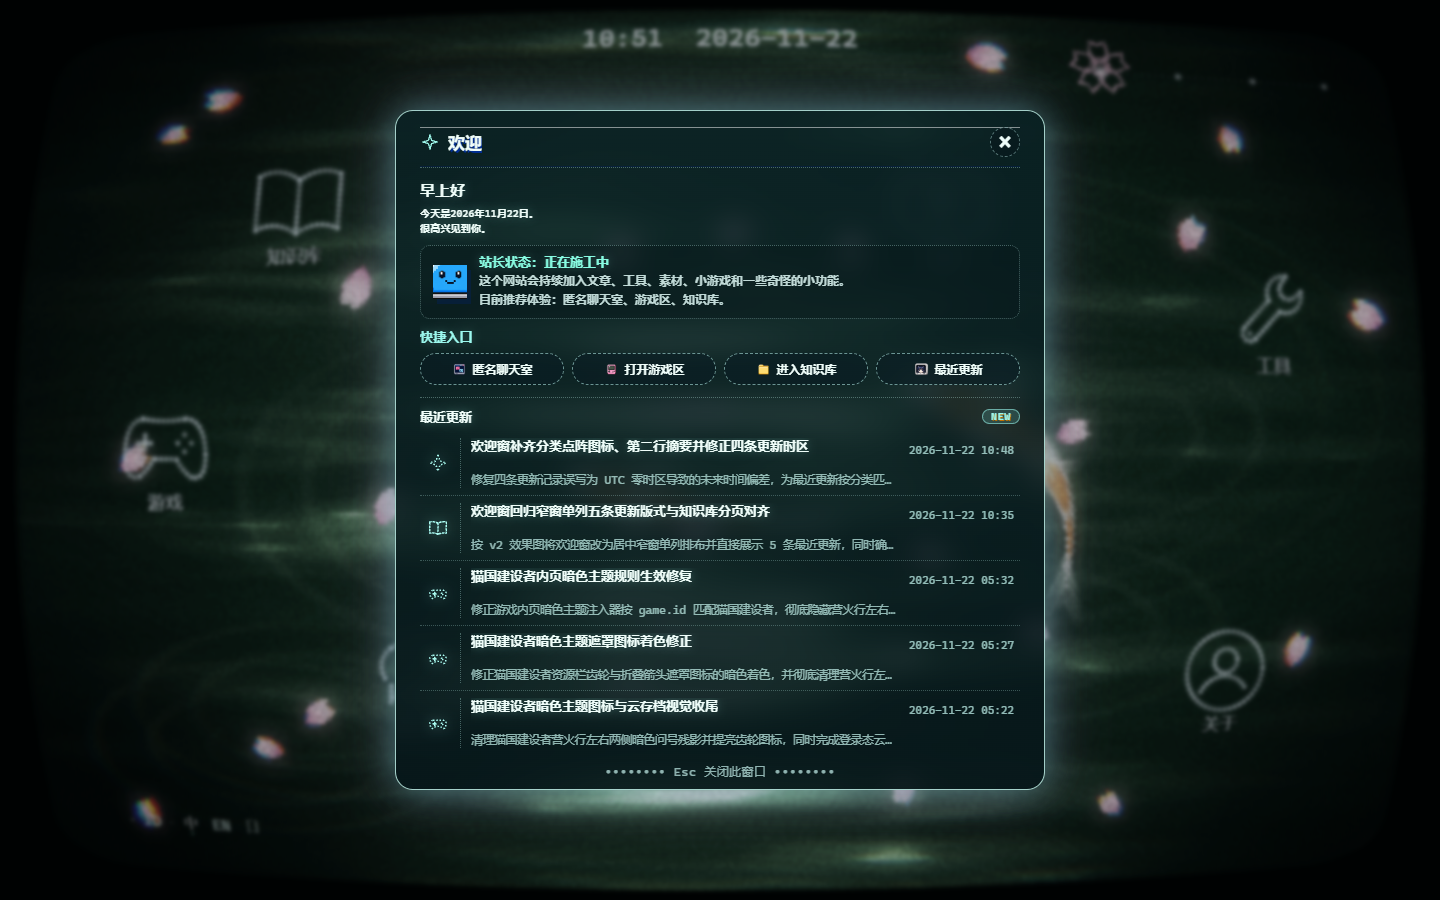 10:51 2026-11-22
欢迎
早上好
今天是2026年11月22日。
很高兴见到你。
站长状态：正在施工中
这个网站会持续加入文章、工具、素材、小游戏和一些奇怪的小功能。
目前推荐体验：匿名聊天室、游戏区、知识库。
快捷入口
匿名聊天室 打开游戏区 进入知识库 最近更新
最近更新 NEW
欢迎窗补齐分类点阵图标、第二行摘要并修正四条更新时区 2026-11-22 10:48
修复四条更新记录误写为 UTC 零时区导致的未来时间偏差，为最近更新按分类匹…
欢迎窗回归窄窗单列五条更新版式与知识库分页对齐 2026-11-22 10:35
按 v2 效果图将欢迎窗改为居中窄窗单列排布并直接展示 5 条最近更新，同时确…
猫国建设者内页暗色主题规则生效修复 2026-11-22 05:32
修正游戏内页暗色主题注入器按 game.id 匹配猫国建设者，彻底隐藏营火行左右…
猫国建设者暗色主题遮罩图标着色修正 2026-11-22 05:27
修正猫国建设者资源栏齿轮与折叠箭头遮罩图标的暗色着色，并彻底清理营火行左…
猫国建设者暗色主题图标与云存档视觉收尾 2026-11-22 05:22
清理猫国建设者营火行左右两侧暗色问号残影并提亮齿轮图标，同时完成登录态云…
•••••••• Esc 关闭此窗口 ••••••••
知识库
工具
游戏
关于
中 EN 日